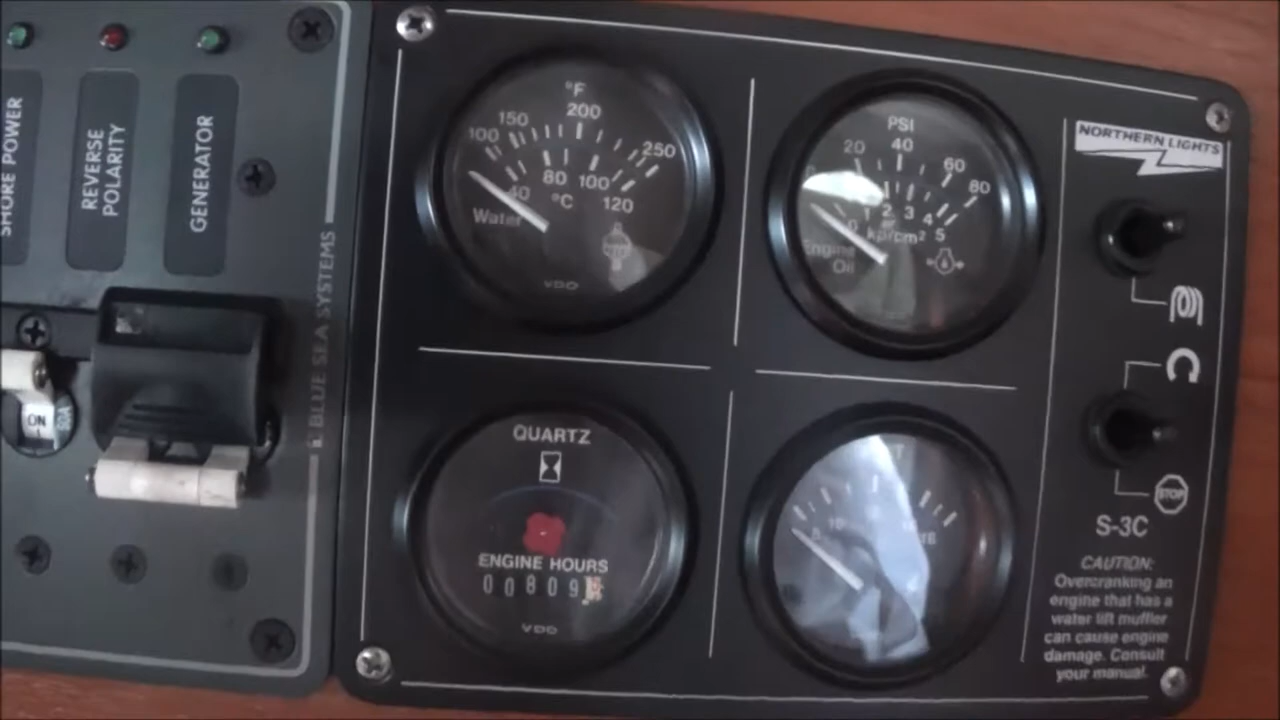 SHORE POWER
REVERSE
POLARITY
GENERATOR
BLUE SEA SYSTEMS
ON
°F
100 150 200 250
40 80 100 120
°C
Water
VDO
PSI
20 40 60 80
0 2 3 4 5
kp/cm²
Engine
Oil
NORTHERN LIGHTS
STOP
S-3C
CAUTION:
Overcranking an
engine that has a
water lift muffler
can cause engine
damage. Consult
your manual.
QUARTZ
ENGINE HOURS
00809
VDO
8 10 16